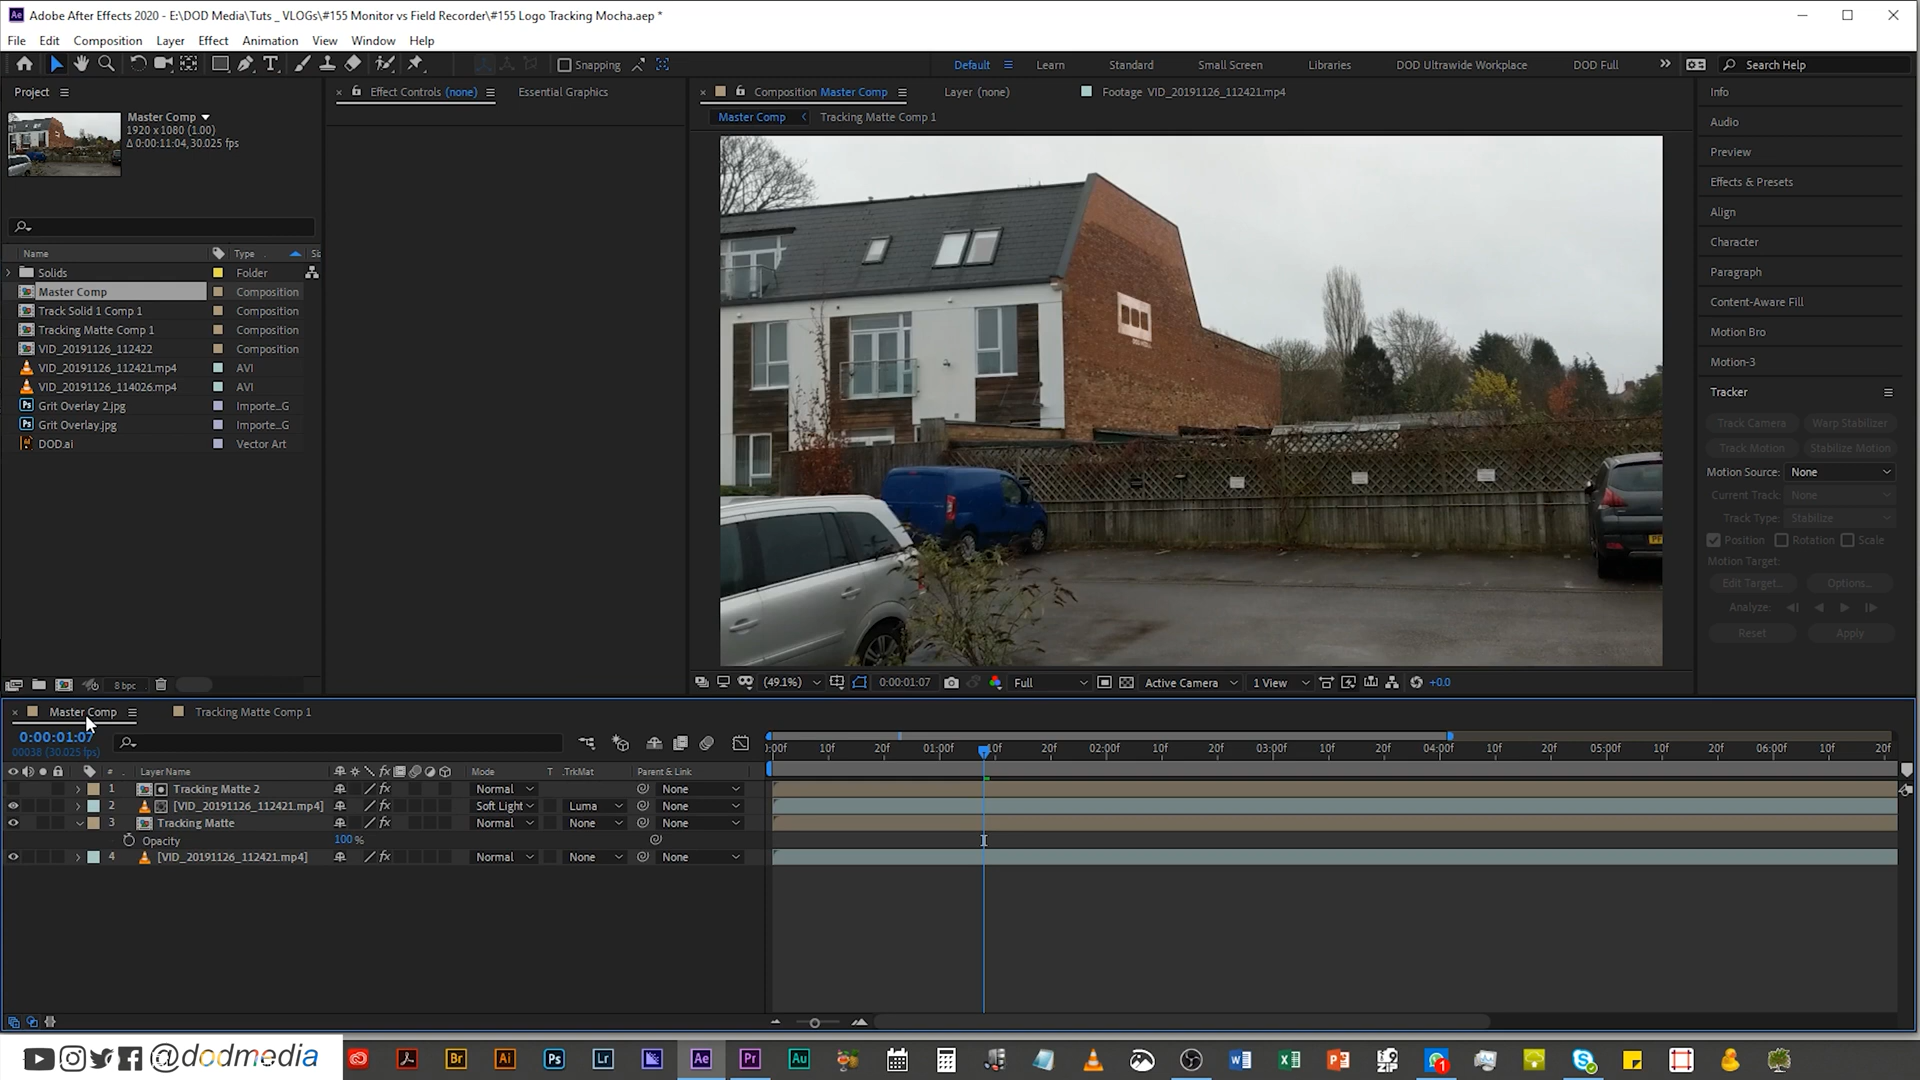 Adobe After Effects 2020 - E:\DOD Media\Tuts _ VLOGs\#155 Monitor vs Field Recorder\#155 Logo Tracking Mocha.aep *
File Edit Composition Layer Effect Animation View Window Help
Snapping Default Learn Standard Small Screen Libraries DOD Ultrawide Workplace DOD Full Search Help
Project
Effect Controls (none) Essential Graphics
Composition Master Comp Layer (none) Footage VID_20191126_112421.mp4
Master Comp Tracking Matte Comp 1
Master Comp
1920 x 1080 (1.00)
Δ 0:00:11:04, 30.025 fps
Name Type Si
Solids Folder
Master Comp Composition
Track Solid 1 Comp 1 Composition
Tracking Matte Comp 1 Composition
VID_20191126_112422 Composition
VID_20191126_112421.mp4 AVI
VID_20191126_114026.mp4 AVI
Grit Overlay 2.jpg Importe...G
Grit Overlay.jpg Importe...G
DOD.ai Vector Art
8 bpc
Info
Audio
Preview
Effects & Presets
Align
Character
Paragraph
Content-Aware Fill
Motion Bro
Motion-3
Tracker
Track Camera Warp Stabilizer
Track Motion Stabilize Motion
Motion Source: None
Current Track: None
Track Type: Stabilize
Position Rotation Scale
Motion Target:
Edit Target... Options...
Analyze:
Reset Apply
(49.1%) 0:00:01:07 Full Active Camera 1 View +0.0
Master Comp Tracking Matte Comp 1
0:00:01:07
00038 (30.025 fps)
:00f 10f 20f 01:00f 10f 20f 02:00f 10f 20f 03:00f 10f 20f 04:00f 10f 20f 05:00f 10f 20f 06:00f 10f 20f
# Layer Name Mode T .TrkMat Parent & Link
1 Tracking Matte 2 Normal None
2 [VID_20191126_112421.mp4] Soft Light Luma None
3 Tracking Matte Normal None None
Opacity 100 %
4 [VID_20191126_112421.mp4] Normal None None
@dodmedia Br Ai Ps Lr Ae Pr Au